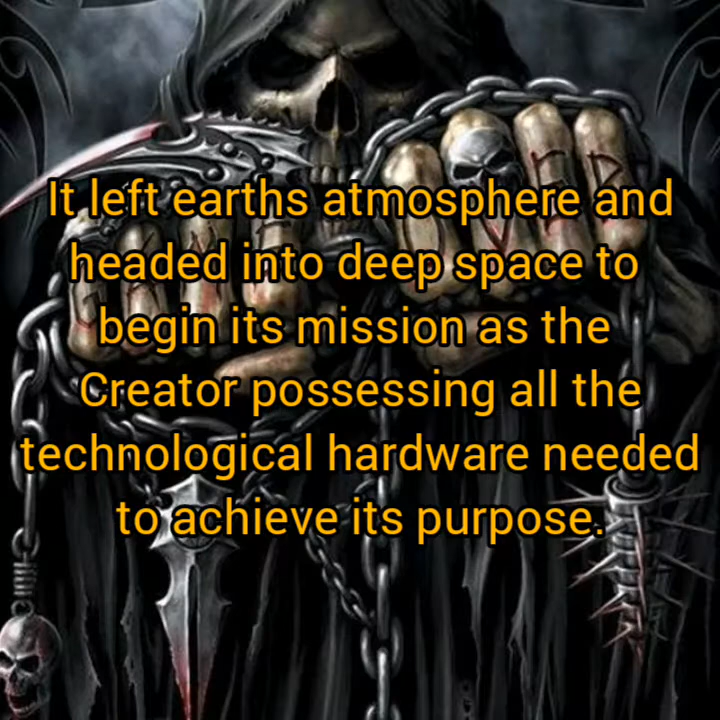 It left earths atmosphere and
headed into deep space to
begin its mission as the
Creator possessing all the
technological hardware needed
to achieve its purpose.